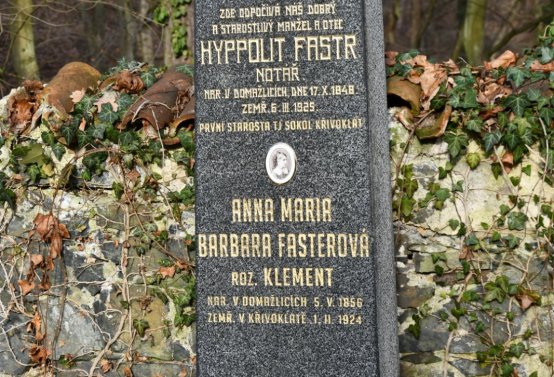 ZDE ODPOČÍVÁ NÁŠ DOBRÝ
A STAROSTLIVÝ MANŽEL A OTEC
HYPPOLIT FASTR
NOTÁŘ
NAR. V DOMAŽLICÍCH DNE 17. X. 1848
ZEMŘ. 6. III. 1925
PRVNÍ STAROSTA TJ SOKOL KŘIVOKLÁT
ANNA MARIA
BARBARA FASTEROVÁ
ROZ. KLEMENT
NAR. V DOMAŽLICÍCH 5. V. 1856
ZEMŘ. V KŘIVOKLÁTĚ 1. II. 1924